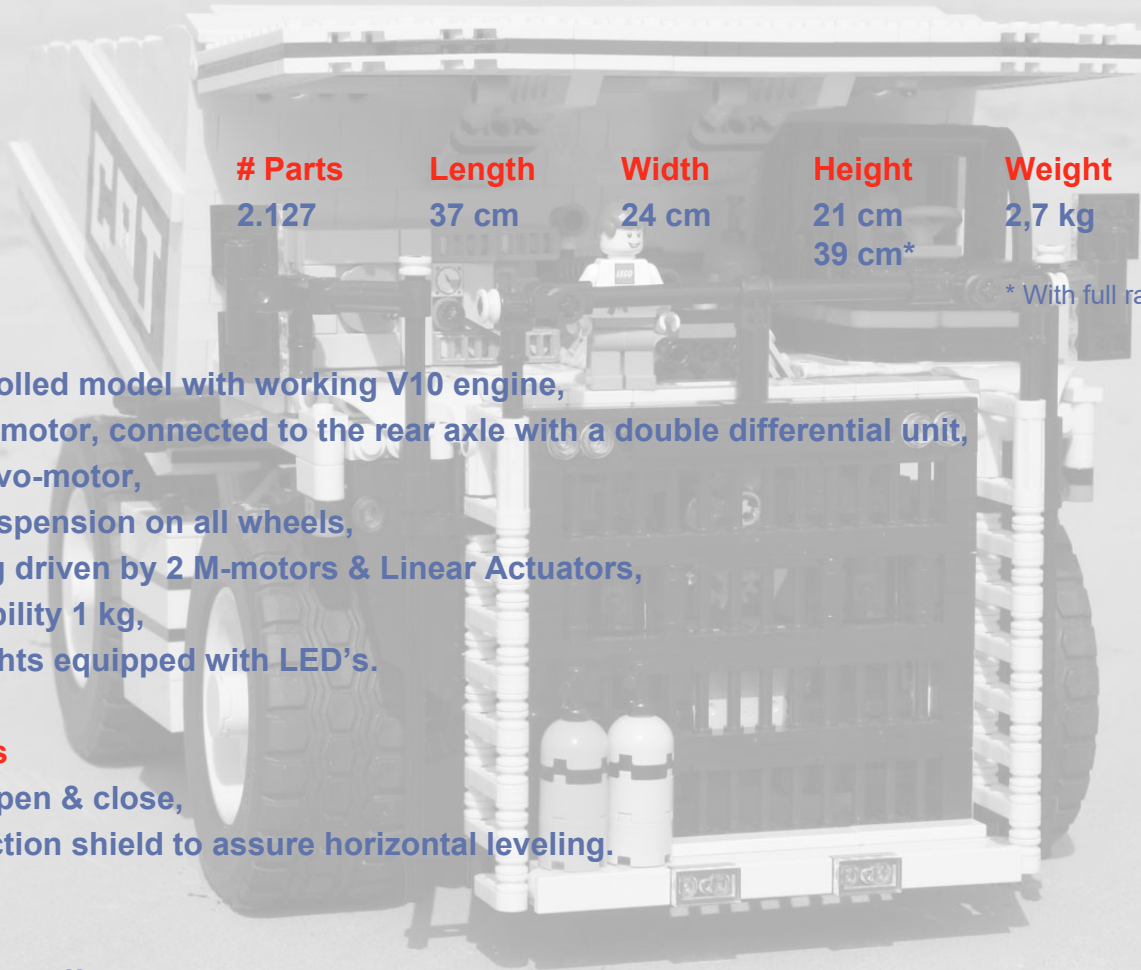 # Parts Length Width Height Weight
2.127 37 cm 24 cm 21 cm 2,7 kg
39 cm*
* With full ra
olled model with working V10 engine,
motor, connected to the rear axle with a double differential unit,
vo-motor,
spension on all wheels,
g driven by 2 M-motors & Linear Actuators,
bility 1 kg,
hts equipped with LED’s.
s
pen & close,
ction shield to assure horizontal leveling.
LEGO